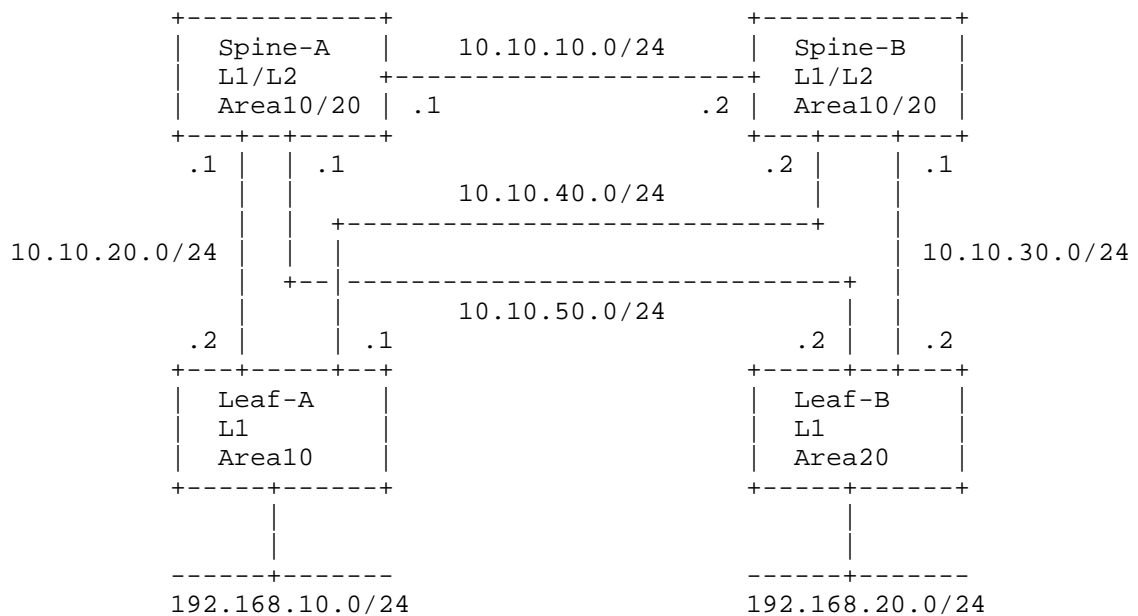 Spine-A 10.10.10.0/24 Spine-B
L1/L2 L1/L2
Area10/20 .1 .2 Area10/20
.1 .1 .2 .1
10.10.40.0/24
10.10.20.0/24 10.10.30.0/24
10.10.50.0/24
.2 .1 .2 .2
Leaf-A Leaf-B
L1 L1
Area10 Area20
192.168.10.0/24 192.168.20.0/24